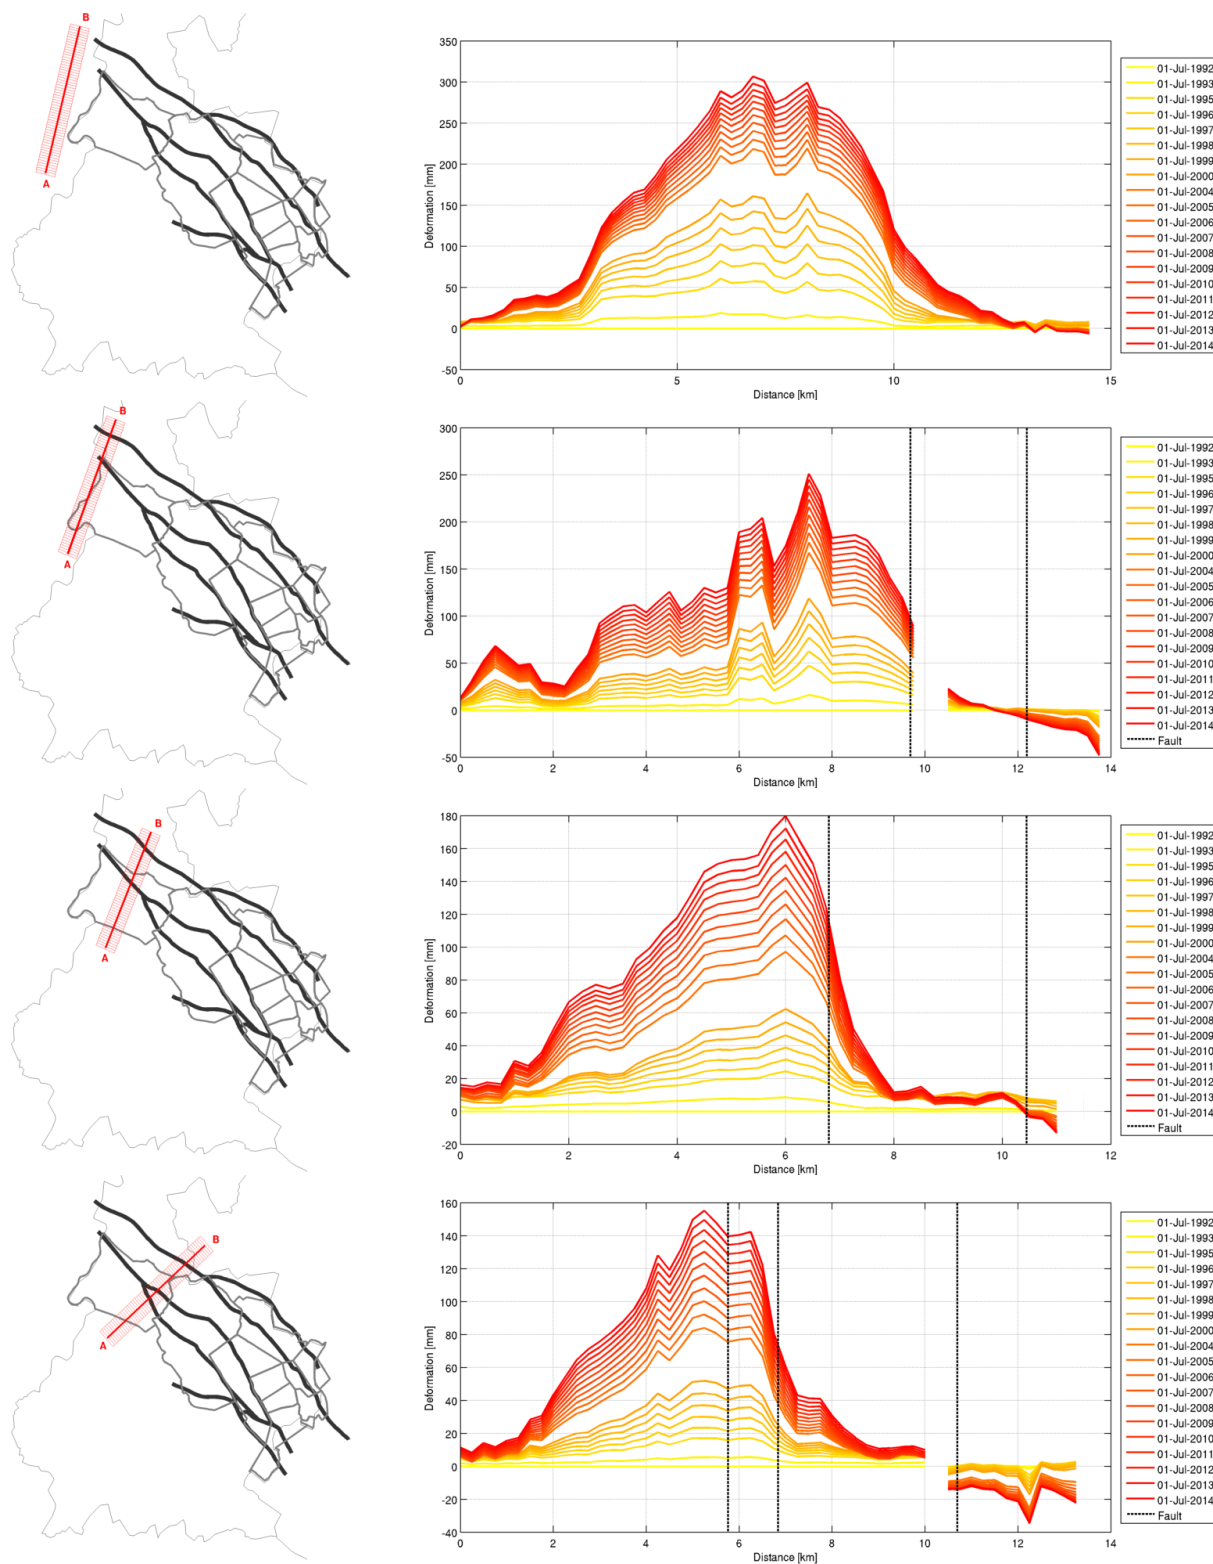 B
A
Deformation [mm]
350
300
250
200
150
100
50
0
-50
0
5
10
15
Distance [km]
01-Jul-1992
01-Jul-1993
01-Jul-1995
01-Jul-1996
01-Jul-1997
01-Jul-1998
01-Jul-1999
01-Jul-2000
01-Jul-2004
01-Jul-2005
01-Jul-2006
01-Jul-2007
01-Jul-2008
01-Jul-2009
01-Jul-2010
01-Jul-2011
01-Jul-2012
01-Jul-2013
01-Jul-2014
B
A
Deformation [mm]
300
250
200
150
100
50
0
-50
0
2
4
6
8
10
12
14
Distance [km]
01-Jul-1992
01-Jul-1993
01-Jul-1995
01-Jul-1996
01-Jul-1997
01-Jul-1998
01-Jul-1999
01-Jul-2000
01-Jul-2004
01-Jul-2005
01-Jul-2006
01-Jul-2007
01-Jul-2008
01-Jul-2009
01-Jul-2010
01-Jul-2011
01-Jul-2012
01-Jul-2013
01-Jul-2014
Fault
B
A
Deformation [mm]
180
160
140
120
100
80
60
40
20
0
-20
0
2
4
6
8
10
12
Distance [km]
01-Jul-1992
01-Jul-1993
01-Jul-1995
01-Jul-1996
01-Jul-1997
01-Jul-1998
01-Jul-1999
01-Jul-2000
01-Jul-2004
01-Jul-2005
01-Jul-2006
01-Jul-2007
01-Jul-2008
01-Jul-2009
01-Jul-2010
01-Jul-2011
01-Jul-2012
01-Jul-2013
01-Jul-2014
Fault
B
A
Deformation [mm]
160
140
120
100
80
60
40
20
0
-20
-40
0
2
4
6
8
10
12
14
Distance [km]
01-Jul-1992
01-Jul-1993
01-Jul-1995
01-Jul-1996
01-Jul-1997
01-Jul-1998
01-Jul-1999
01-Jul-2000
01-Jul-2004
01-Jul-2005
01-Jul-2006
01-Jul-2007
01-Jul-2008
01-Jul-2009
01-Jul-2010
01-Jul-2011
01-Jul-2012
01-Jul-2013
01-Jul-2014
Fault